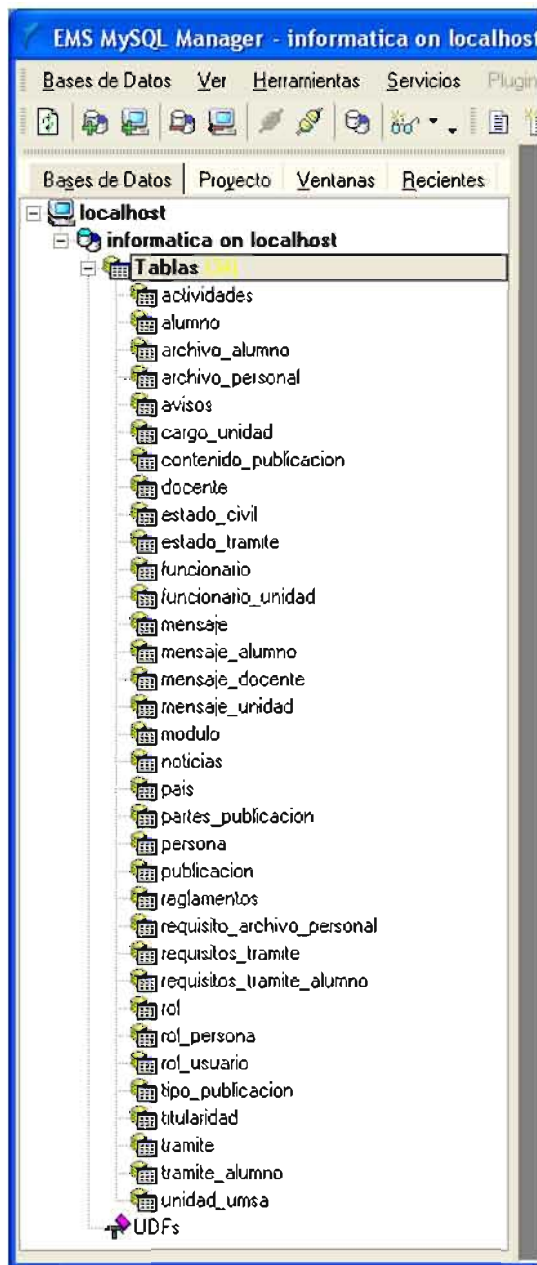 EMS MySQL Manager - informatica on localhost
Bases de Datos Ver Herramientas Servicios Plugin
Bases de Datos Proyecto Ventanas Recientes
localhost
informatica on localhost
Tablas (34)
actividades
alumno
archivo_alumno
archivo_personal
avisos
cargo_unidad
contenido_publicacion
docente
estado_civil
estado_tramite
funcionario
funcionario_unidad
mensaje
mensaje_alumno
mensaje_docente
mensaje_unidad
modulo
noticias
pais
partes_publicacion
persona
publicacion
raglamentos
requisito_archivo_personal
requisitos_tramite
requisitos_tramite_alumno
rol
rol_persona
rol_usuario
tipo_publicacion
titularidad
tramite
tramite_alumno
unidad_umsa
UDFs